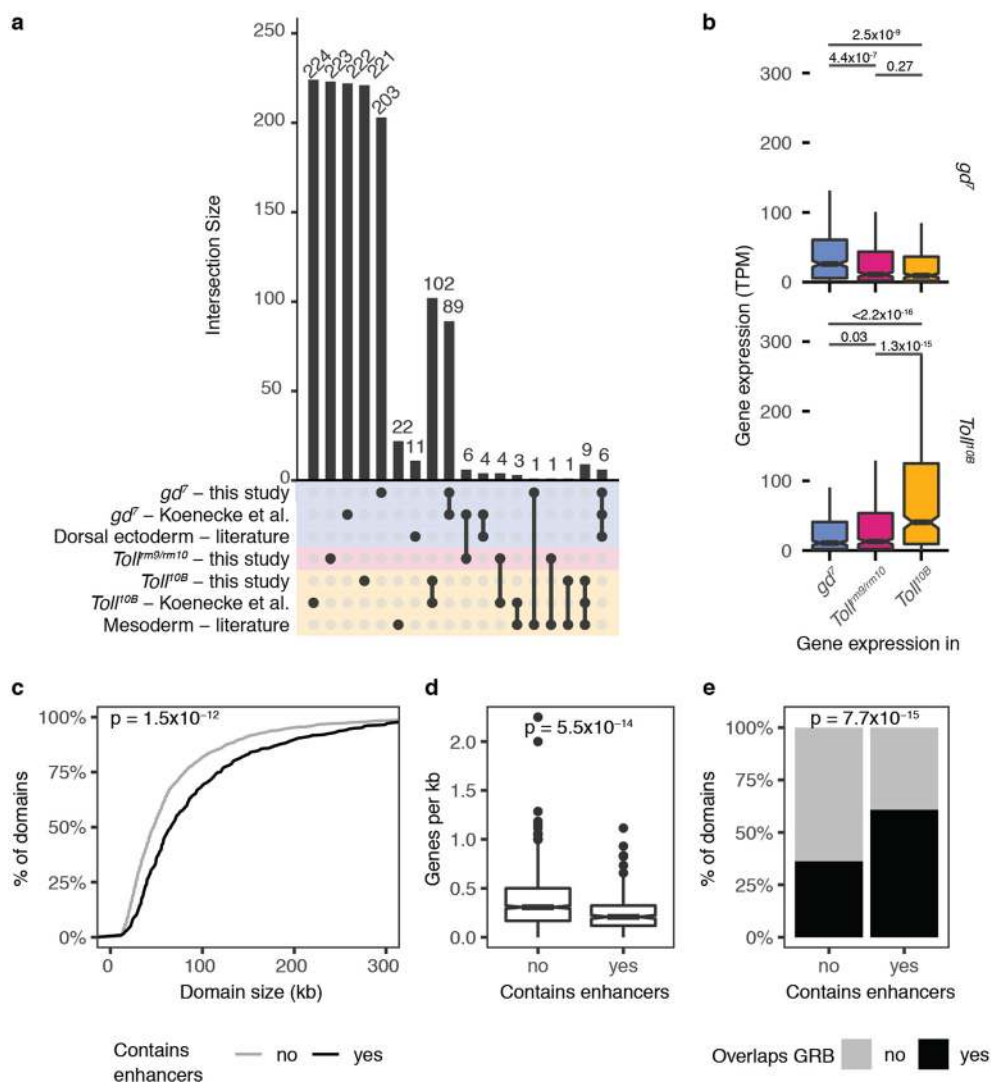 a
250
200
150
100
50
0
Intersection Size
224 223 222 221 203 22 11 102 89 6 4 4 3 1 1 1 9 6
gd⁷ – this study
gd⁷ – Koenecke et al.
Dorsal ectoderm – literature
Tollʳᵐ⁹/ʳᵐ¹⁰ – this study
Toll¹⁰ᴮ – this study
Toll¹⁰ᴮ – Koenecke et al.
Mesoderm – literature
b
2.5x10⁻⁹
4.4x10⁻⁷
0.27
300
200
100
0
gd⁷
<2.2x10⁻¹⁶
0.03
1.3x10⁻¹⁵
300
200
100
0
Toll¹⁰ᴮ
Gene expression (TPM)
gd⁷ Tollʳᵐ⁹/ʳᵐ¹⁰ Toll¹⁰ᴮ
Gene expression in
c
p = 1.5x10⁻¹²
100%
75%
50%
25%
0%
% of domains
0 100 200 300
Domain size (kb)
Contains
enhancers
no yes
d
p = 5.5x10⁻¹⁴
2.0
1.5
1.0
0.5
0.0
Genes per kb
no yes
Contains enhancers
e
p = 7.7x10⁻¹⁵
100%
75%
50%
25%
0%
% of domains
no yes
Contains enhancers
Overlaps GRB no yes